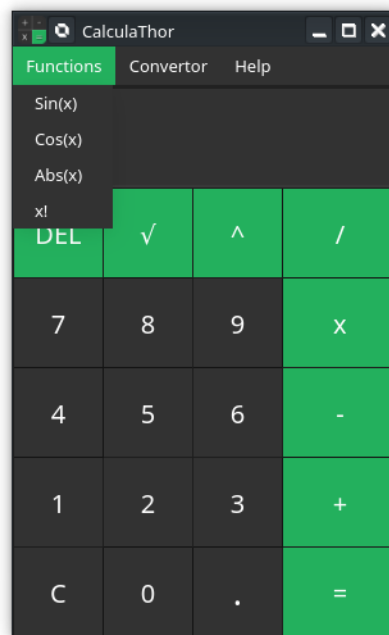 CalculaThor
Functions Convertor Help
Sin(x)
Cos(x)
Abs(x)
x!
DEL √ ^ /
7 8 9 x
4 5 6 -
1 2 3 +
C 0 . =